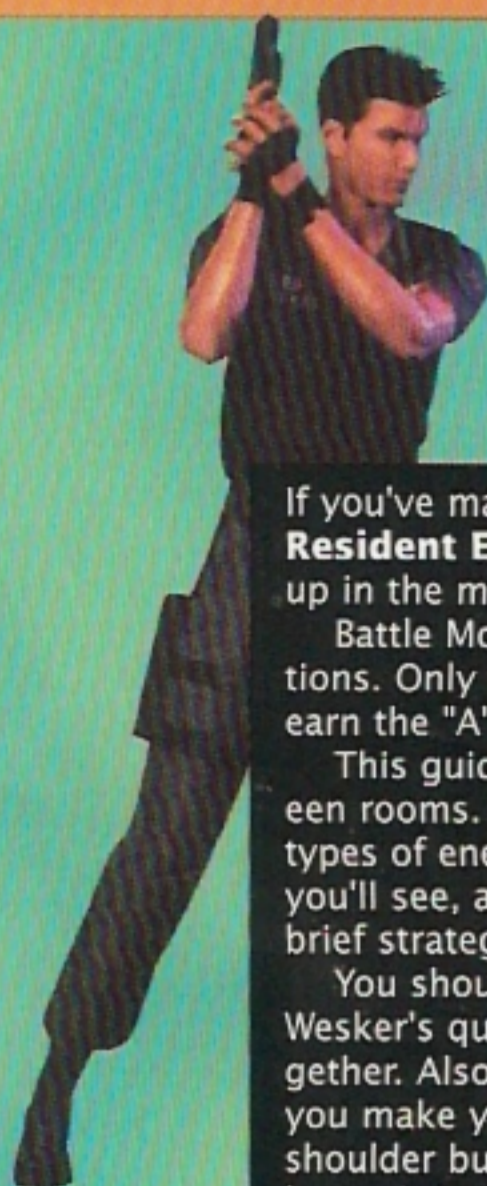 If you've ma
Resident E
up in the m
Battle Mo
tions. Only
earn the "A"
This guid
een rooms.
types of ene
you'll see, a
brief strateg
You shou
Wesker's qu
gether. Also
you make y
shoulder bu